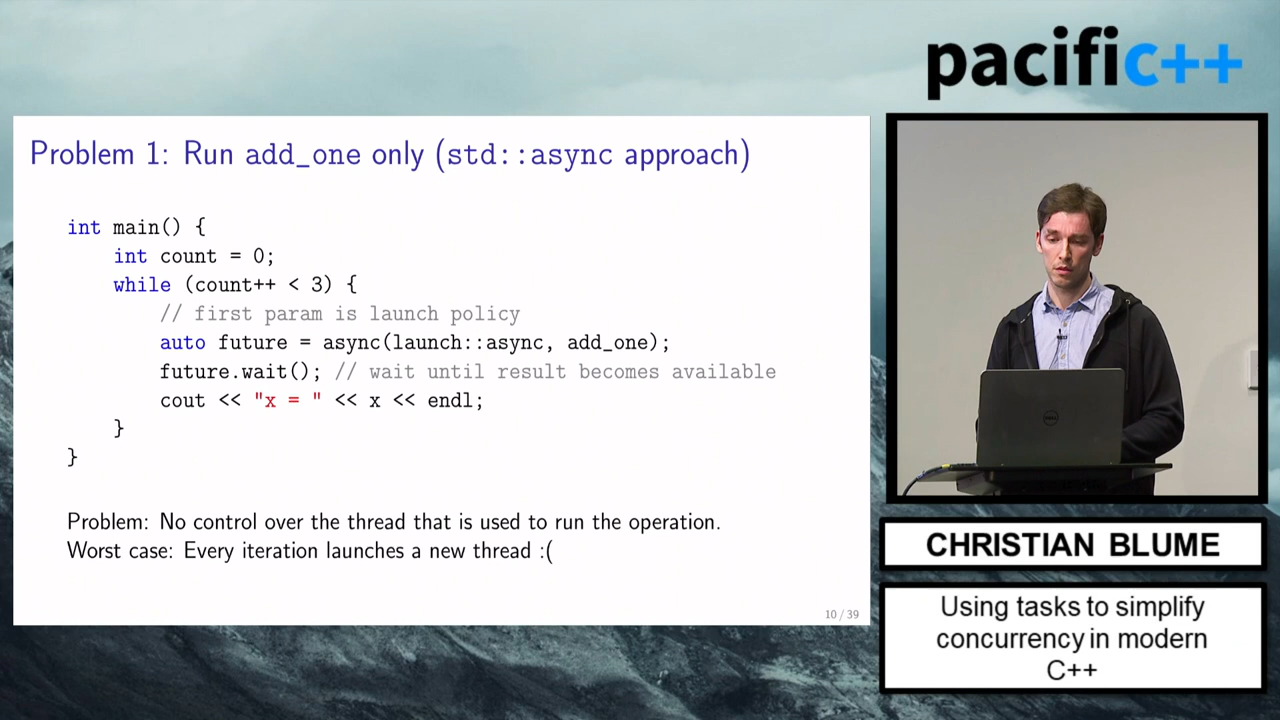 pacific++
Problem 1: Run add_one only (std::async approach)
int main() {
int count = 0;
while (count++ < 3) {
// first param is launch policy
auto future = async(launch::async, add_one);
future.wait(); // wait until result becomes available
cout << "x = " << x << endl;
}
}
Problem: No control over the thread that is used to run the operation.
Worst case: Every iteration launches a new thread :(
10 / 39
CHRISTIAN BLUME
Using tasks to simplify
concurrency in modern
C++